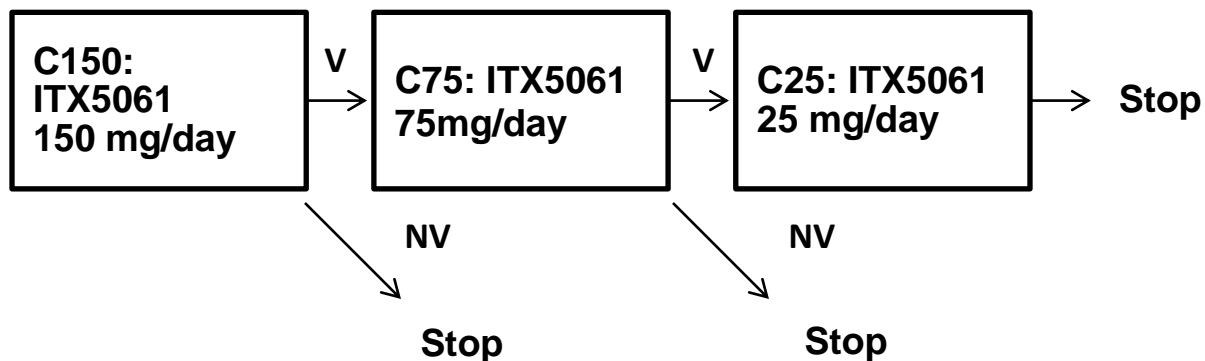 C150:
ITX5061
150 mg/day
V
C75: ITX5061
75mg/day
V
C25: ITX5061
25 mg/day
Stop
NV
NV
Stop
Stop